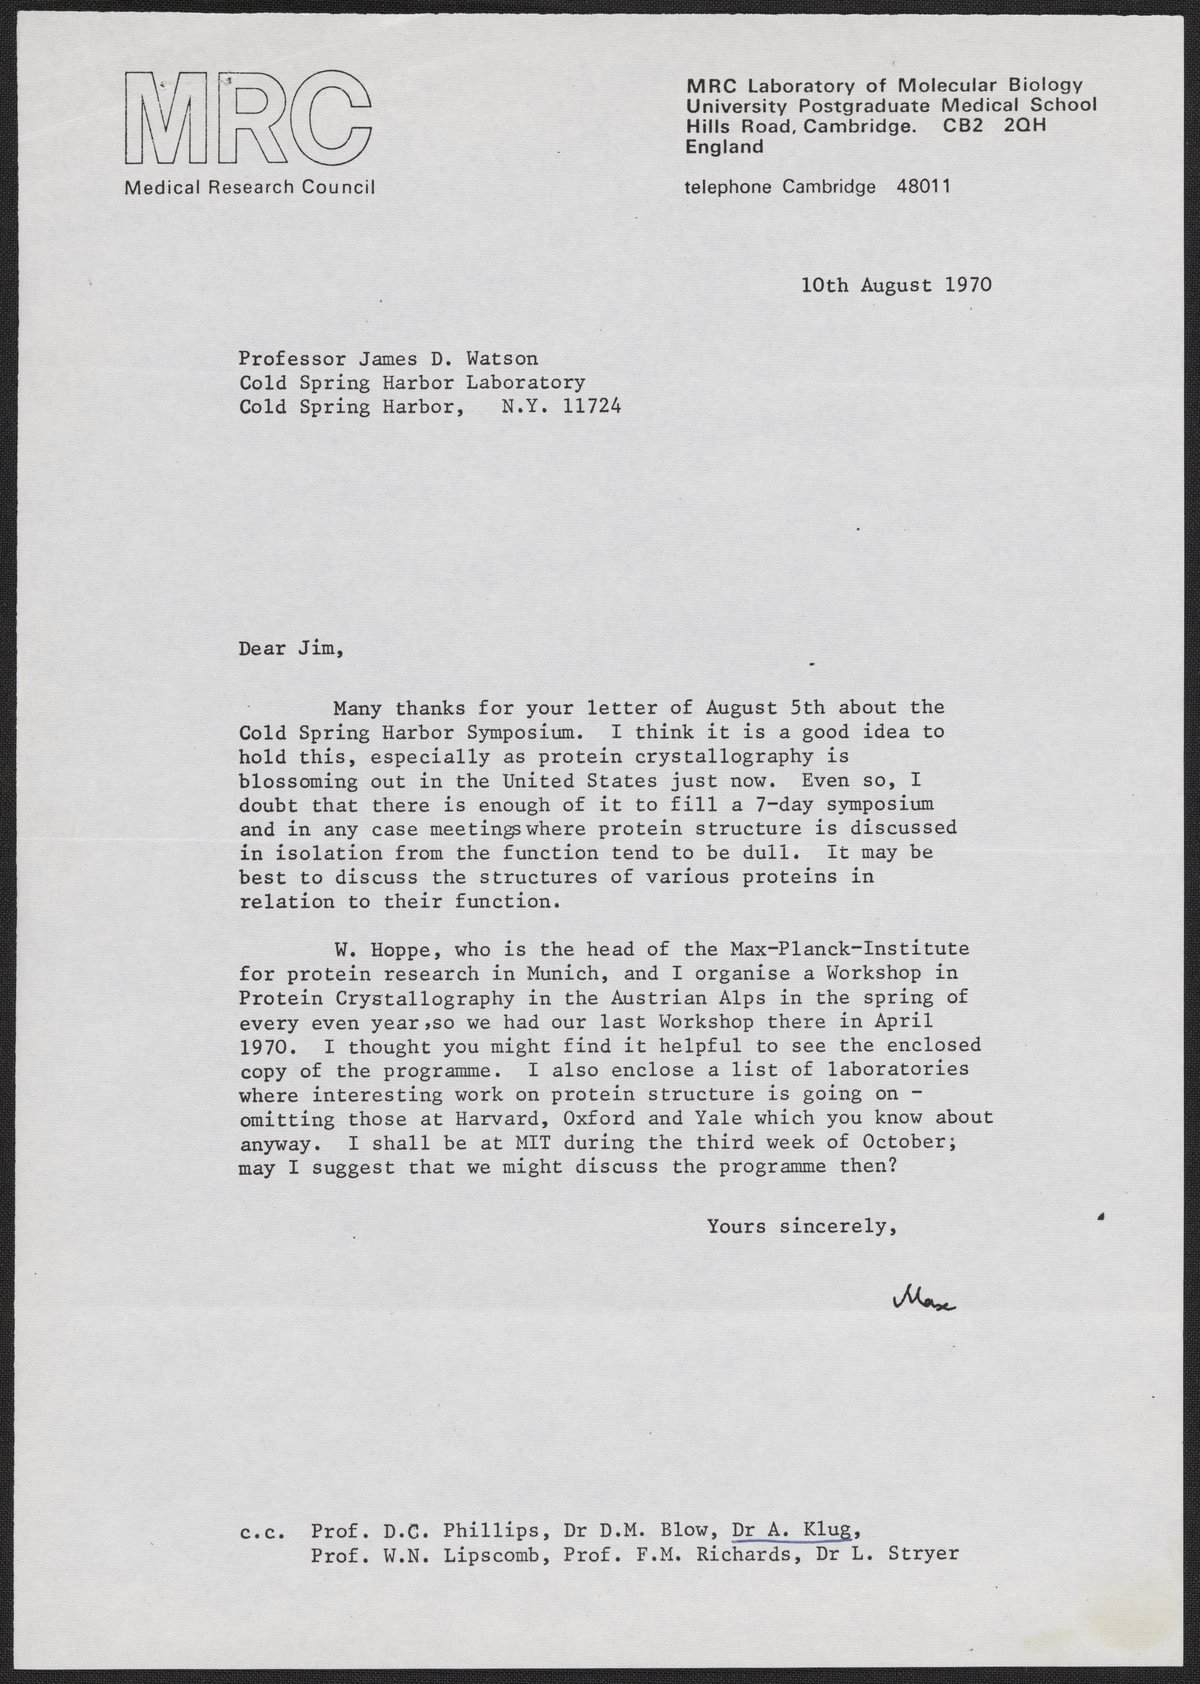 MRC
Medical Research Council
MRC Laboratory of Molecular Biology
University Postgraduate Medical School
Hills Road, Cambridge. CB2 2QH
England
telephone Cambridge 48011
10th August 1970
Professor James D. Watson
Cold Spring Harbor Laboratory
Cold Spring Harbor, N.Y. 11724
Dear Jim,
Many thanks for your letter of August 5th about the
Cold Spring Harbor Symposium. I think it is a good idea to
hold this, especially as protein crystallography is
blossoming out in the United States just now. Even so, I
doubt that there is enough of it to fill a 7-day symposium
and in any case meetings where protein structure is discussed
in isolation from the function tend to be dull. It may be
best to discuss the structures of various proteins in
relation to their function.
W. Hoppe, who is the head of the Max-Planck-Institute
for protein research in Munich, and I organise a Workshop in
Protein Crystallography in the Austrian Alps in the spring of
every even year,so we had our last Workshop there in April
1970. I thought you might find it helpful to see the enclosed
copy of the programme. I also enclose a list of laboratories
where interesting work on protein structure is going on -
omitting those at Harvard, Oxford and Yale which you know about
anyway. I shall be at MIT during the third week of October;
may I suggest that we might discuss the programme then?
Yours sincerely,
Max
c.c. Prof. D.C. Phillips, Dr D.M. Blow, Dr A. Klug,
Prof. W.N. Lipscomb, Prof. F.M. Richards, Dr L. Stryer